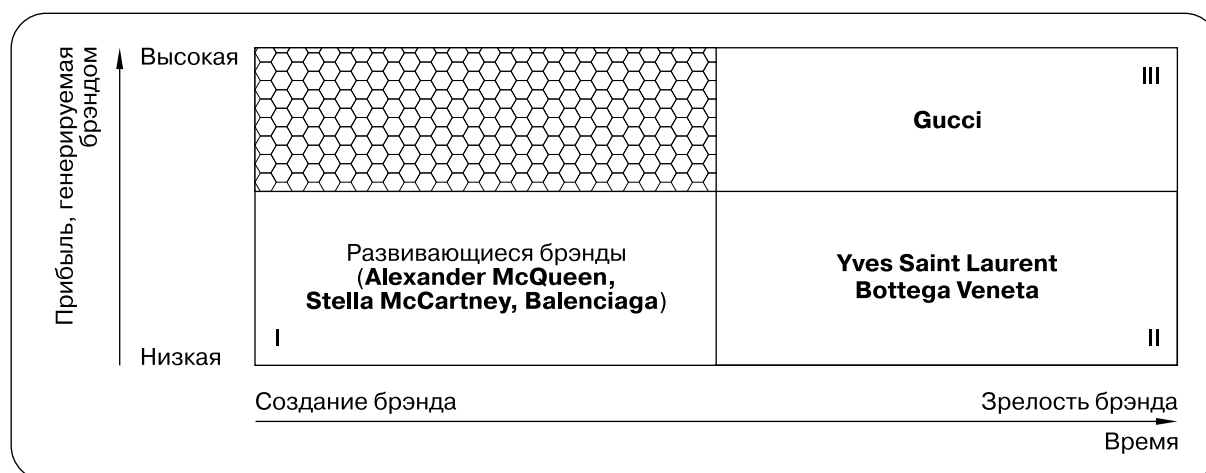 Прибыль, генерируемая
брэндом
Высокая
III
Gucci
Развивающиеся брэнды
(Alexander McQueen,
Stella McCartney, Balenciaga)
I
Yves Saint Laurent
Bottega Veneta
II
Низкая
Создание брэнда
Зрелость брэнда
Время